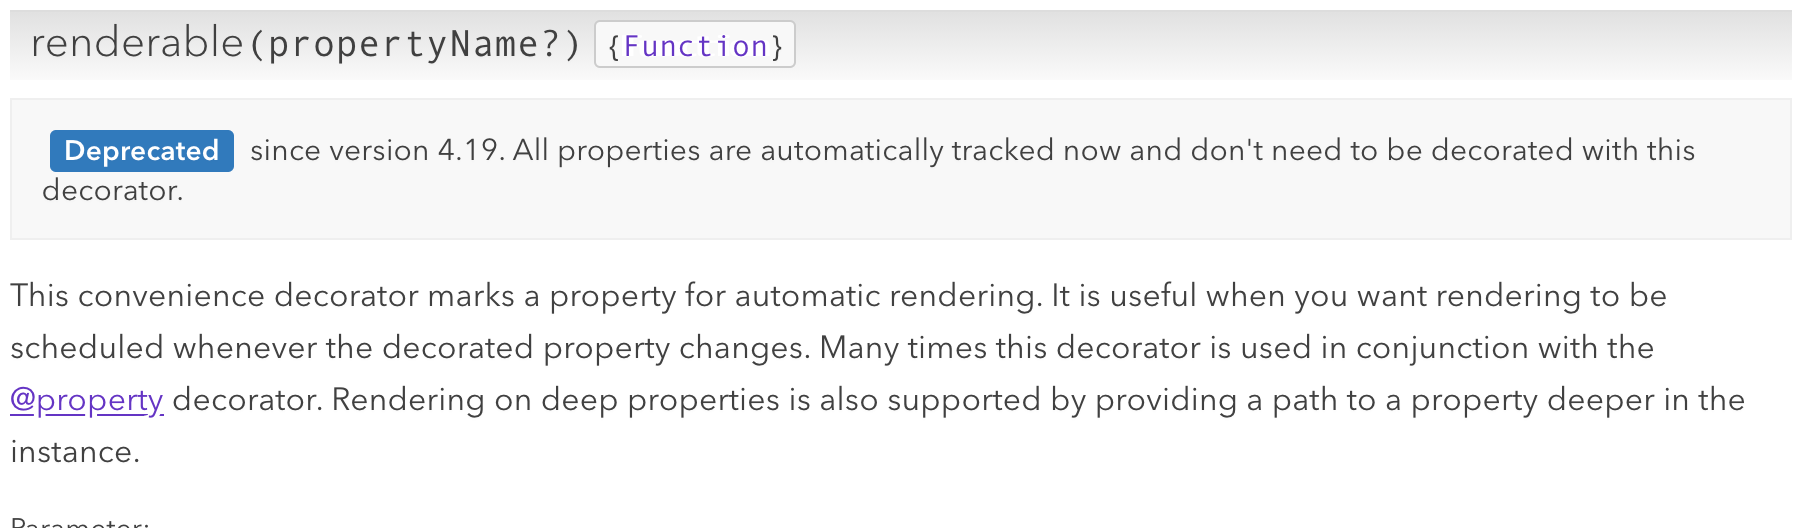 renderable(propertyName?) {Function}
Deprecated since version 4.19. All properties are automatically tracked now and don't need to be decorated with this
decorator.
This convenience decorator marks a property for automatic rendering. It is useful when you want rendering to be
scheduled whenever the decorated property changes. Many times this decorator is used in conjunction with the
@property decorator. Rendering on deep properties is also supported by providing a path to a property deeper in the
instance.
Parameter: